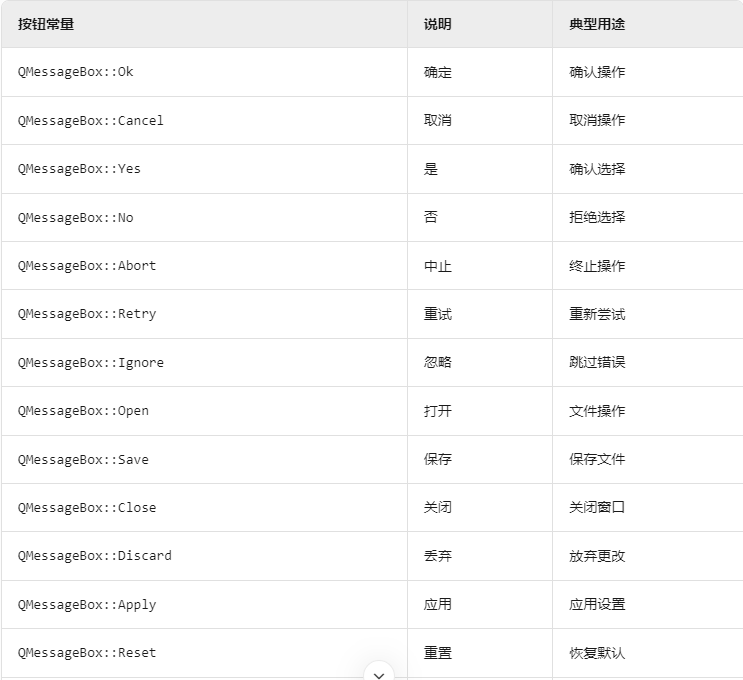 按钮常量 说明 典型用途
QMessageBox::Ok 确定 确认操作
QMessageBox::Cancel 取消 取消操作
QMessageBox::Yes 是 确认选择
QMessageBox::No 否 拒绝选择
QMessageBox::Abort 中止 终止操作
QMessageBox::Retry 重试 重新尝试
QMessageBox::Ignore 忽略 跳过错误
QMessageBox::Open 打开 文件操作
QMessageBox::Save 保存 保存文件
QMessageBox::Close 关闭 关闭窗口
QMessageBox::Discard 丢弃 放弃更改
QMessageBox::Apply 应用 应用设置
QMessageBox::Reset 重置 恢复默认